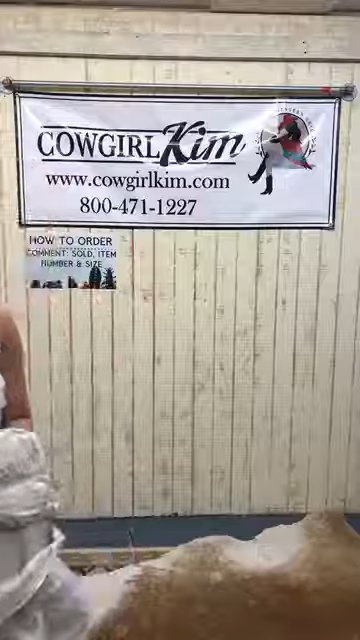 COWGIRL Kim
www.cowgirlkim.com
800-471-1227
HOW TO ORDER
COMMENT: SOLD, ITEM
NUMBER & SIZE